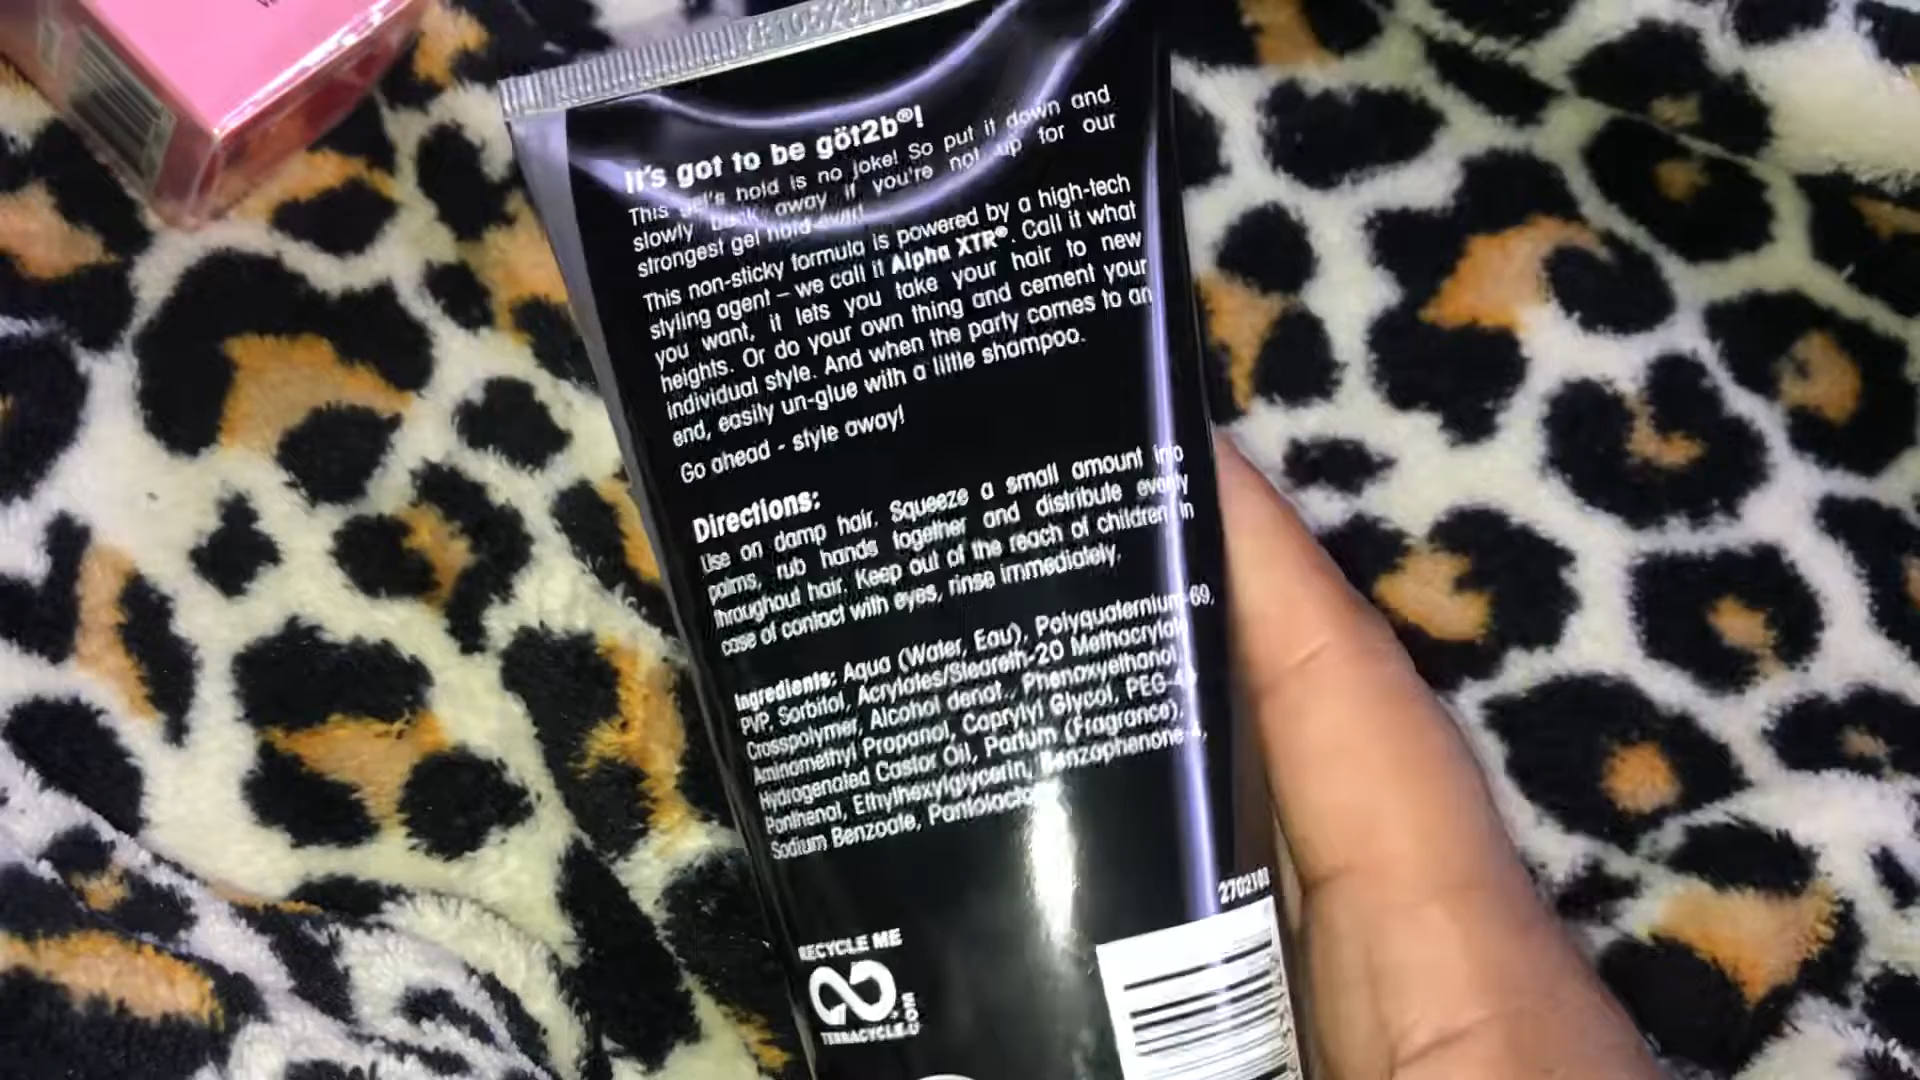 It's got to be göt2b®!
This gel's hold is no joke! So put it down and
slowly back away if you're not up for our
strongest gel hold ever!
This non-sticky formula is powered by a high-tech
styling agent – we call it Alpha XTR®. Call it what
you want, it lets you take your hair to new
heights. Or do your own thing and cement your
individual style. And when the party comes to an
end, easily un-glue with a little shampoo.
Go ahead - style away!
Directions:
Use on damp hair. Squeeze a small amount into
palms, rub hands together and distribute evenly
throughout hair. Keep out of the reach of children. In
case of contact with eyes, rinse immediately.
Ingredients: Aqua (Water, Eau), Polyquaternium-69,
PVP, Sorbitol, Acrylates/Steareth-20 Methacrylate
Crosspolymer, Alcohol denat., Phenoxyethanol,
Aminomethyl Propanol, Caprylyl Glycol, PEG-40
Hydrogenated Castor Oil, Parfum (Fragrance),
Panthenol, Ethylhexylglycerin, Benzophenone-4,
Sodium Benzoate, Pantolactone
RECYCLE ME